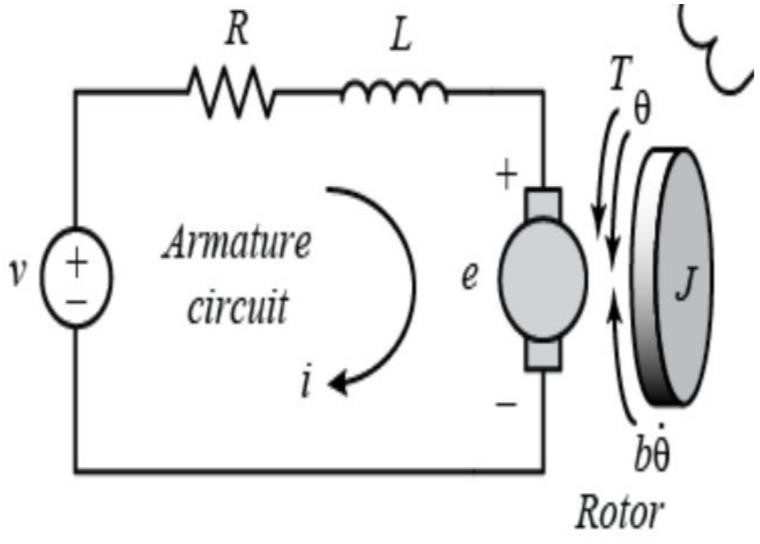 R
L
T
θ
+
v
+
−
Armature
circuit
e
J
i
−
bθ̇
Rotor